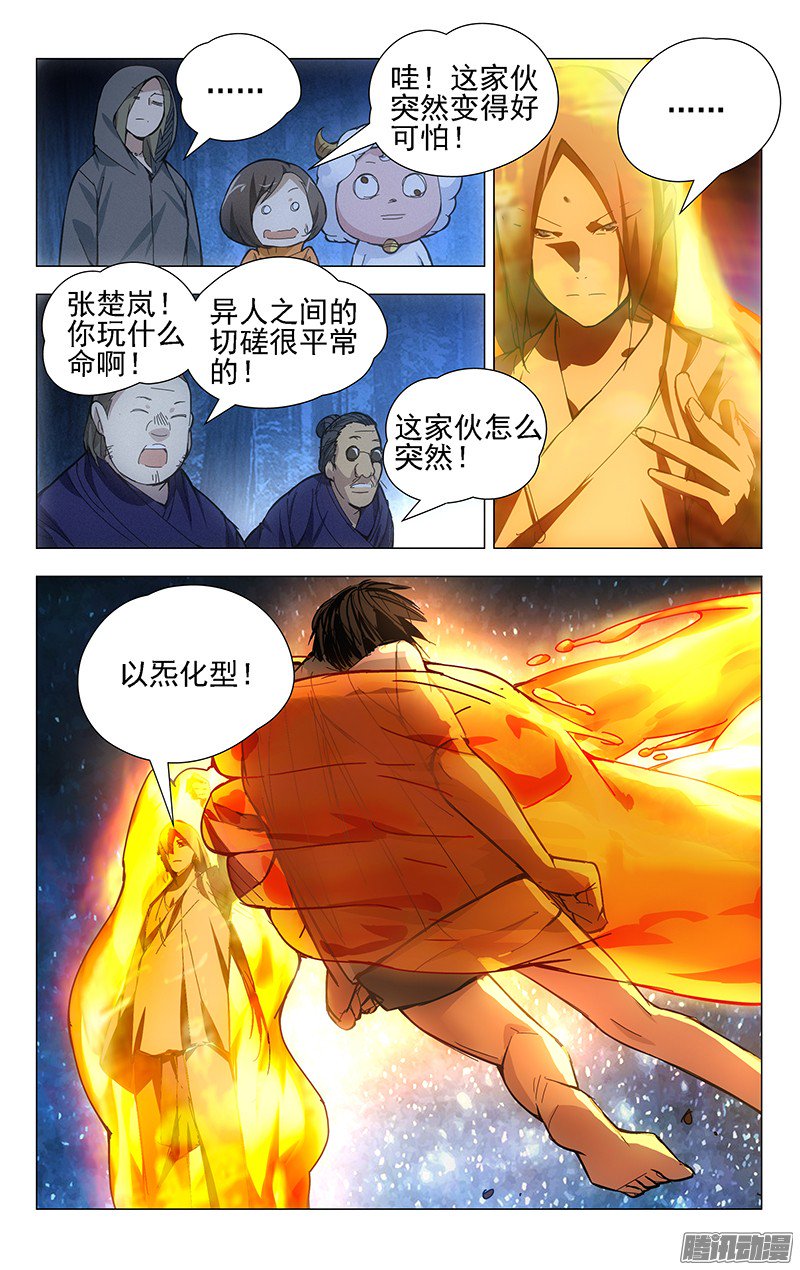 ……
哇！这家伙
突然变得好
可怕！
……
张楚岚！
你玩什么
命啊！
异人之间的
切磋很平常
的！
这家伙怎么
突然！
以炁化型！
腾讯动漫